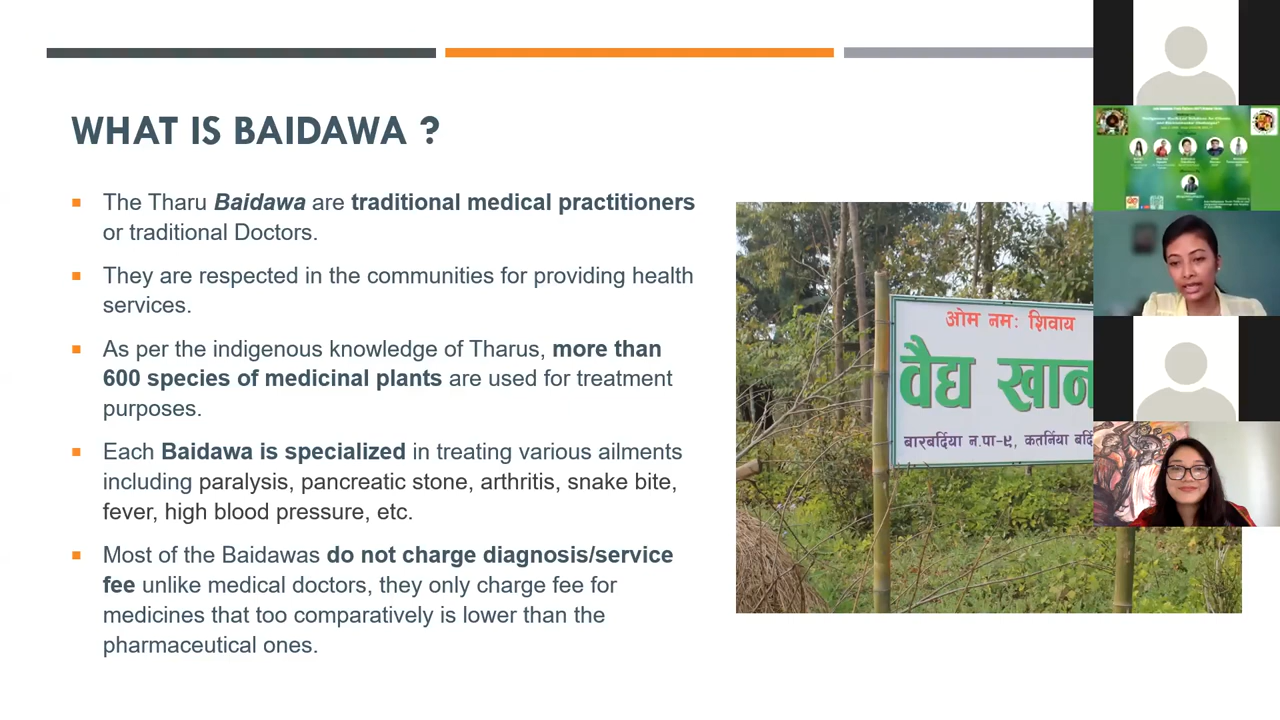 WHAT IS BAIDAWA ?
The Tharu Baidawa are traditional medical practitioners
or traditional Doctors.
They are respected in the communities for providing health
services.
As per the indigenous knowledge of Tharus, more than
600 species of medicinal plants are used for treatment
purposes.
Each Baidawa is specialized in treating various ailments
including paralysis, pancreatic stone, arthritis, snake bite,
fever, high blood pressure, etc.
Most of the Baidawas do not charge diagnosis/service
fee unlike medical doctors, they only charge fee for
medicines that too comparatively is lower than the
pharmaceutical ones.
ओम नमः शिवाय
वैद्य खान
बारबर्दिया न.पा-९, कतर्निया बर्दि